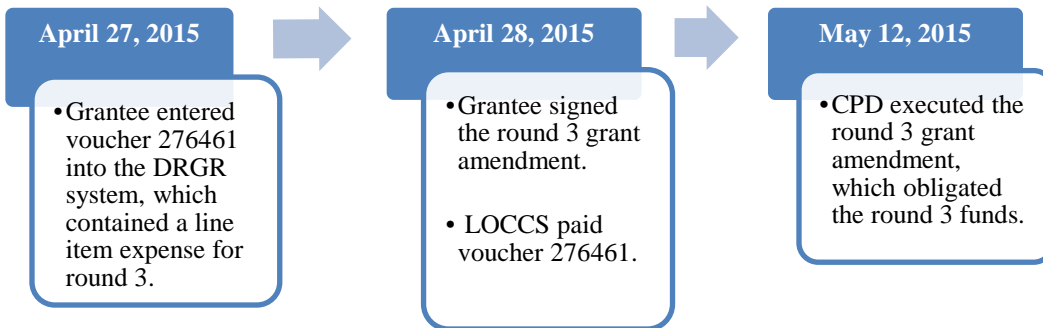 April 27, 2015
•Grantee entered
voucher 276461
into the DRGR
system, which
contained a line
item expense for
round 3.
April 28, 2015
•Grantee signed
the round 3 grant
amendment.
• LOCCS paid
voucher 276461.
May 12, 2015
•CPD executed the
round 3 grant
amendment,
which obligated
the round 3 funds.